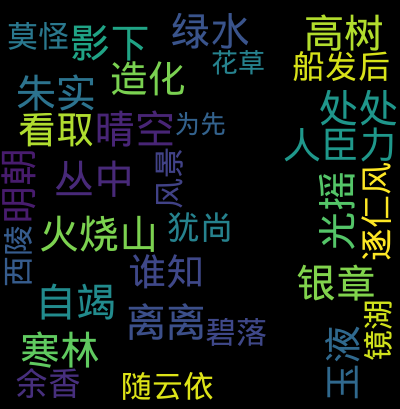 莫怪
影下
绿水
高树
花草
船发后
造化
朱实
处处
看取
晴空
为先
人臣力
明朝
丛中
风景
光摇
逐仁风
火烧山
犹尚
西陵
谁知
银章
自竭
离离
碧落
镜湖
寒林
玉液
余香
随云依